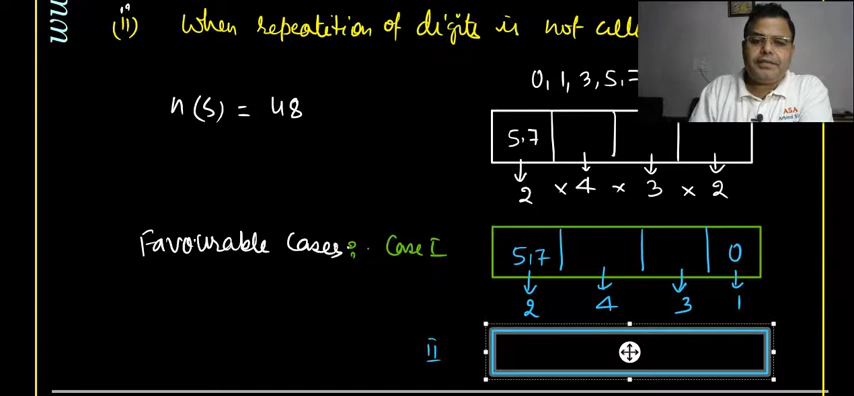 (ii) When repeatition of digits is not
0, 1, 3, 5, 7
n(S) = 48
5,7
2 × 4 × 3 × 2
Favourable Cases: Case I
5,7 0
2 4 3 1
II
ASA